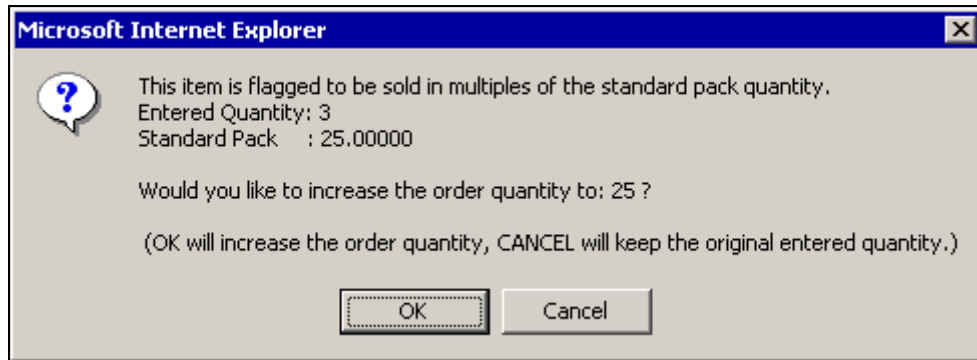 Microsoft Internet Explorer
This item is flagged to be sold in multiples of the standard pack quantity.
Entered Quantity: 3
Standard Pack : 25.00000
Would you like to increase the order quantity to: 25 ?
(OK will increase the order quantity, CANCEL will keep the original entered quantity.)
OK Cancel